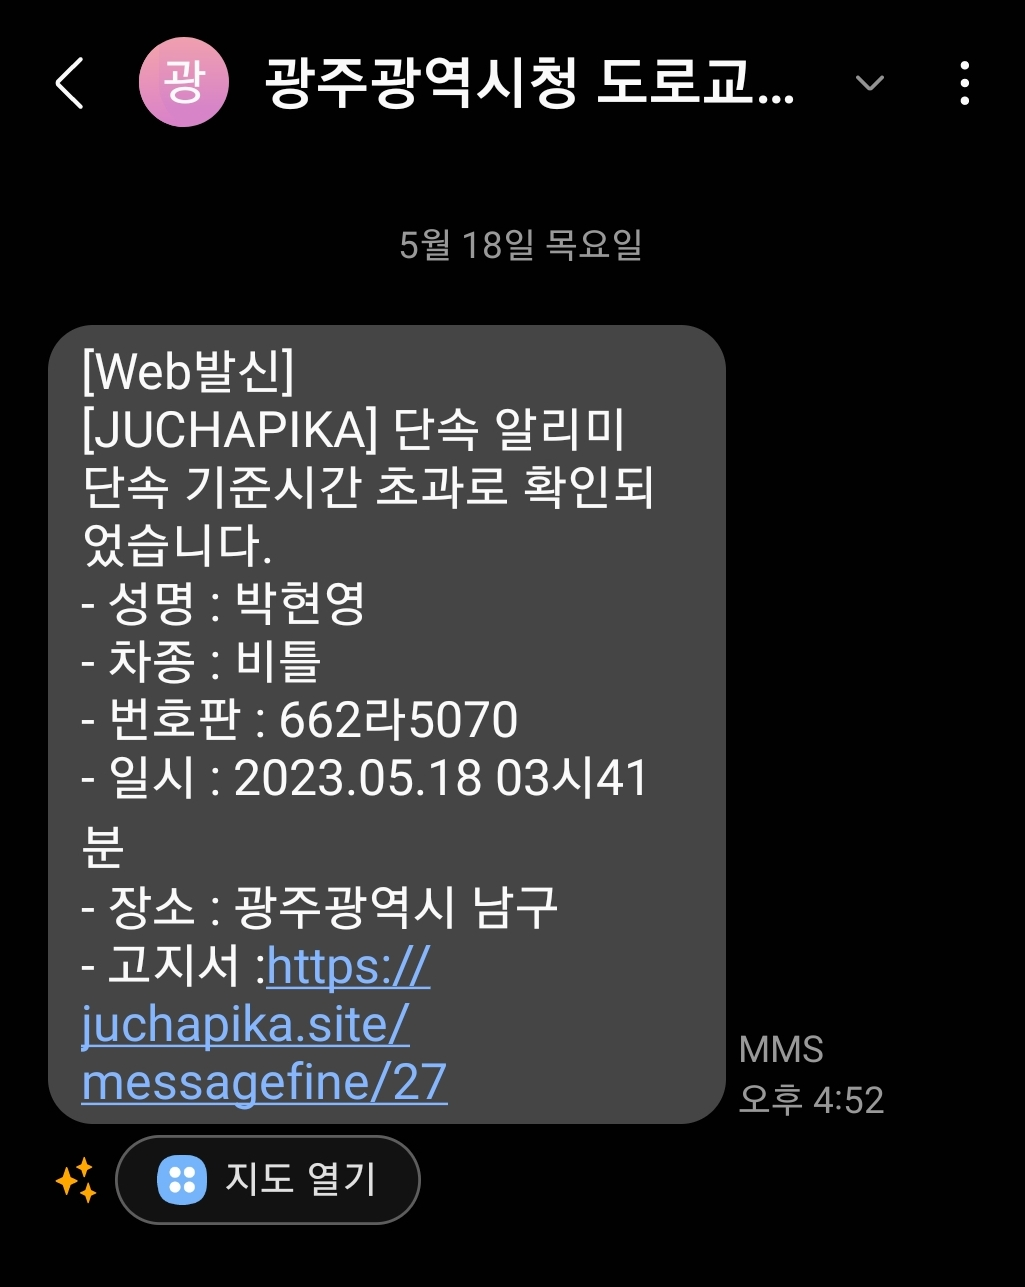 광
광주광역시청 도로교...
5월 18일 목요일
[Web발신]
[JUCHAPIKA] 단속 알리미
단속 기준시간 초과로 확인되
었습니다.
- 성명 : 박현영
- 차종 : 비틀
- 번호판 : 662라5070
- 일시 : 2023.05.18 03시41
분
- 장소 : 광주광역시 남구
- 고지서 :https://
juchapika.site/
messagefine/27
MMS
오후 4:52
지도 열기